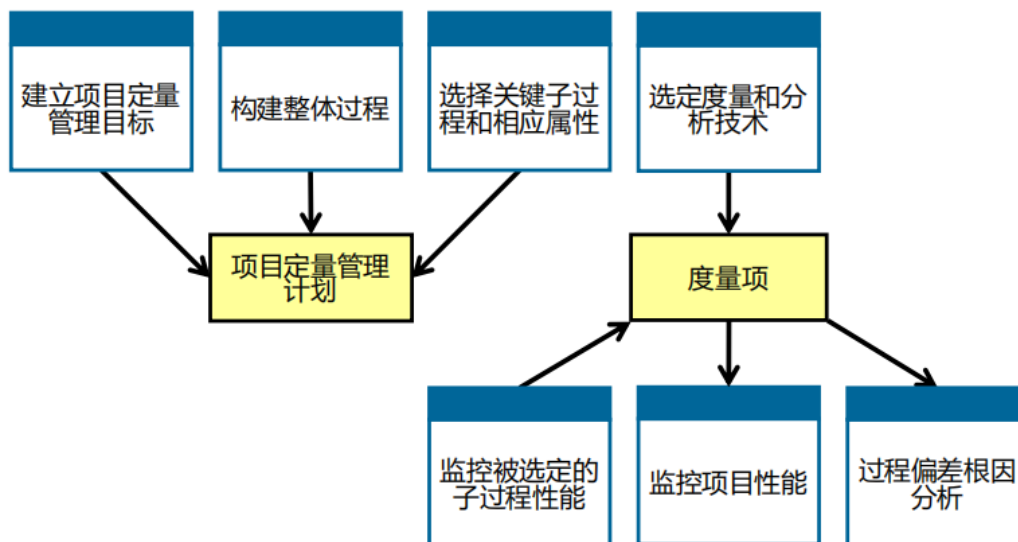 建立项目定量
管理目标
构建整体过程
选择关键子过
程和相应属性
选定度量和分
析技术
项目定量管理
计划
度量项
监控被选定的
子过程性能
监控项目性能
过程偏差根因
分析